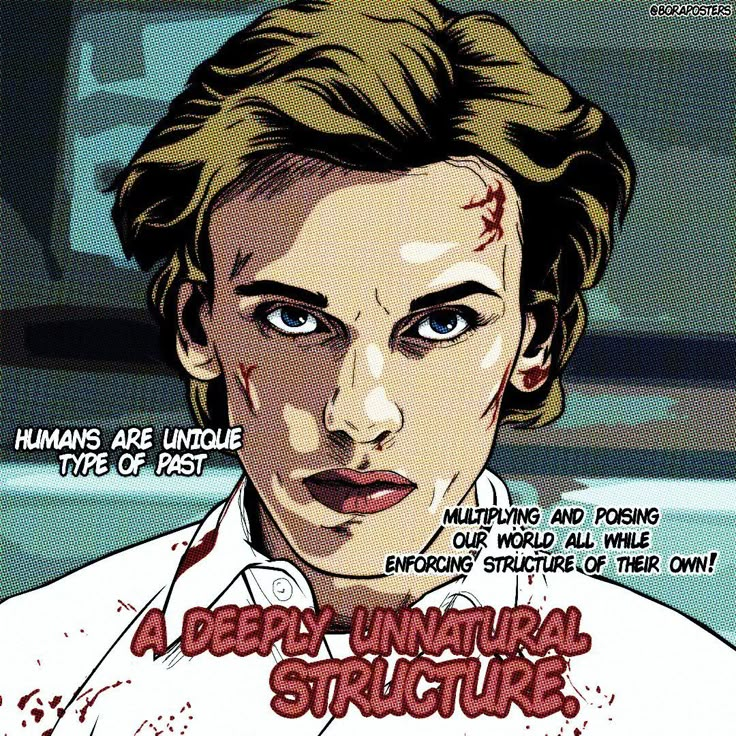 @BORAPOSTERS
HUMANS ARE UNIQUE
TYPE OF PAST
MULTIPLYING AND POISING
OUR WORLD ALL WHILE
ENFORCING STRUCTURE OF THEIR OWN!
A DEEPLY UNNATURAL
STRUCTURE.